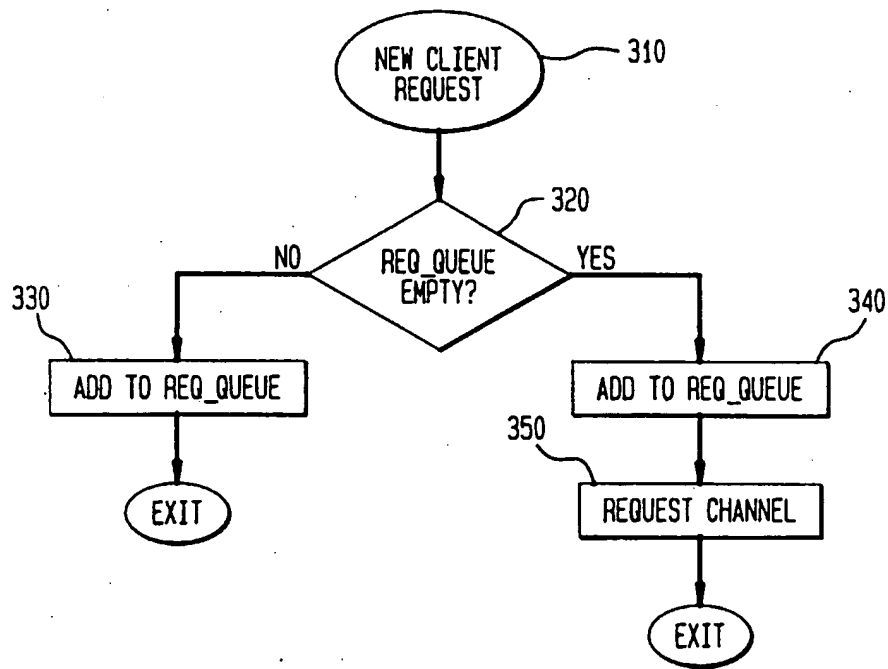 NEW CLIENT
REQUEST
310
320
NO
REQ_QUEUE
EMPTY?
YES
330
340
ADD TO REQ_QUEUE
ADD TO REQ_QUEUE
350
EXIT
REQUEST CHANNEL
EXIT